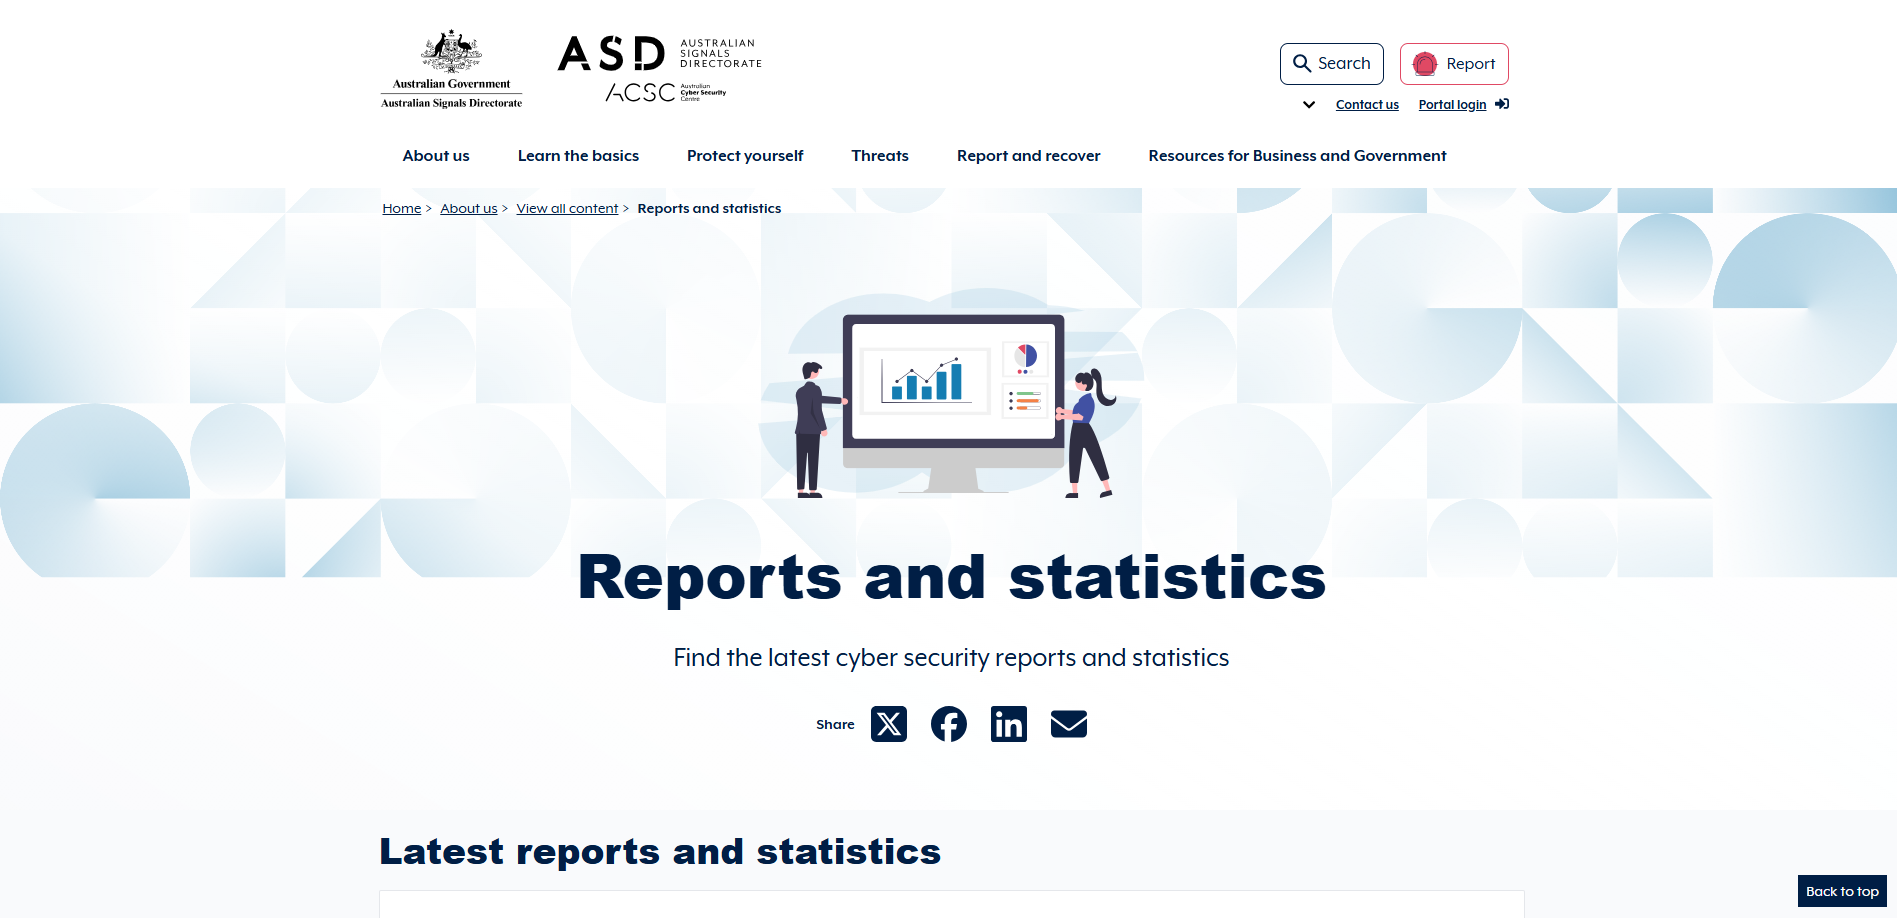 Australian Government
Australian Signals Directorate
ASD
AUSTRALIAN
SIGNALS
DIRECTORATE
ACSC
Australian
Cyber Security
Centre
Search
Report
Contact us
Portal login
About us
Learn the basics
Protect yourself
Threats
Report and recover
Resources for Business and Government
Home > About us > View all content > Reports and statistics
Reports and statistics
Find the latest cyber security reports and statistics
Share
Latest reports and statistics
Back to top